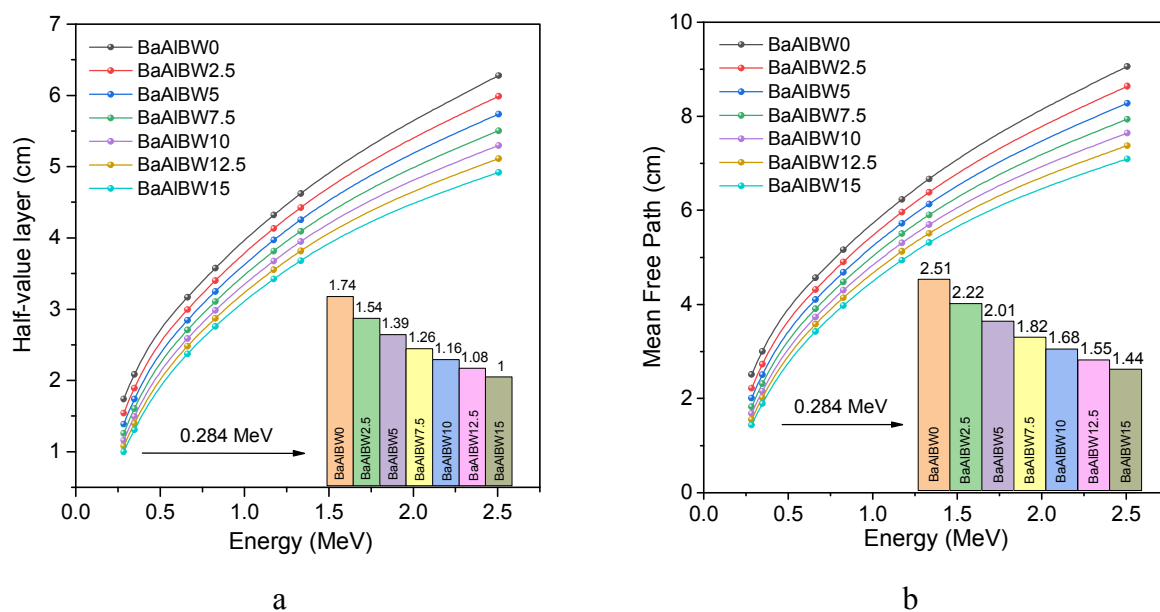 7
6
5
4
3
2
1
Half-value layer (cm)
BaAlBW0
BaAlBW2.5
BaAlBW5
BaAlBW7.5
BaAlBW10
BaAlBW12.5
BaAlBW15
0.284 MeV
1.74
1.54
1.39
1.26
1.16
1.08
1
BaAlBW0
BaAlBW2.5
BaAlBW5
BaAlBW7.5
BaAlBW10
BaAlBW12.5
BaAlBW15
0.0 0.5 1.0 1.5 2.0 2.5
Energy (MeV)
a
10
8
6
4
2
0
Mean Free Path (cm)
BaAlBW0
BaAlBW2.5
BaAlBW5
BaAlBW7.5
BaAlBW10
BaAlBW12.5
BaAlBW15
0.284 MeV
2.51
2.22
2.01
1.82
1.68
1.55
1.44
BaAlBW0
BaAlBW2.5
BaAlBW5
BaAlBW7.5
BaAlBW10
BaAlBW12.5
BaAlBW15
0.0 0.5 1.0 1.5 2.0 2.5
Energy (MeV)
b